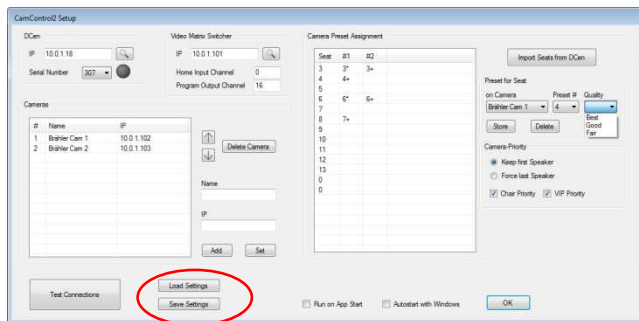 CamControl2 Setup
DCen
IP 10.0.1.18
Serial Number 307
Video Matrix Switcher
IP 10.0.1.101
Home Input Channel 0
Program Output Channel 16
Cameras
# Name IP
1 Brähler Cam 1 10.0.1.102
2 Brähler Cam 2 10.0.1.103
Delete Camera
Name
IP
Add Set
Camera Preset Assignment
Seat #1 #2
3 3* 3+
4 4+
5
6 6* 6+
7
8 7+
9
10
11
12
13
0
0
Import Seats from DCen
Preset for Seat
on Camera Preset # Quality
Brähler Cam 1 4
Best
Good
Fair
Store Delete
Camera-Priority
Keep first Speaker
Force last Speaker
Chair Priority VIP Priority
Test Connections
Load Settings
Save Settings
Run on App Start Autostart with Windows OK